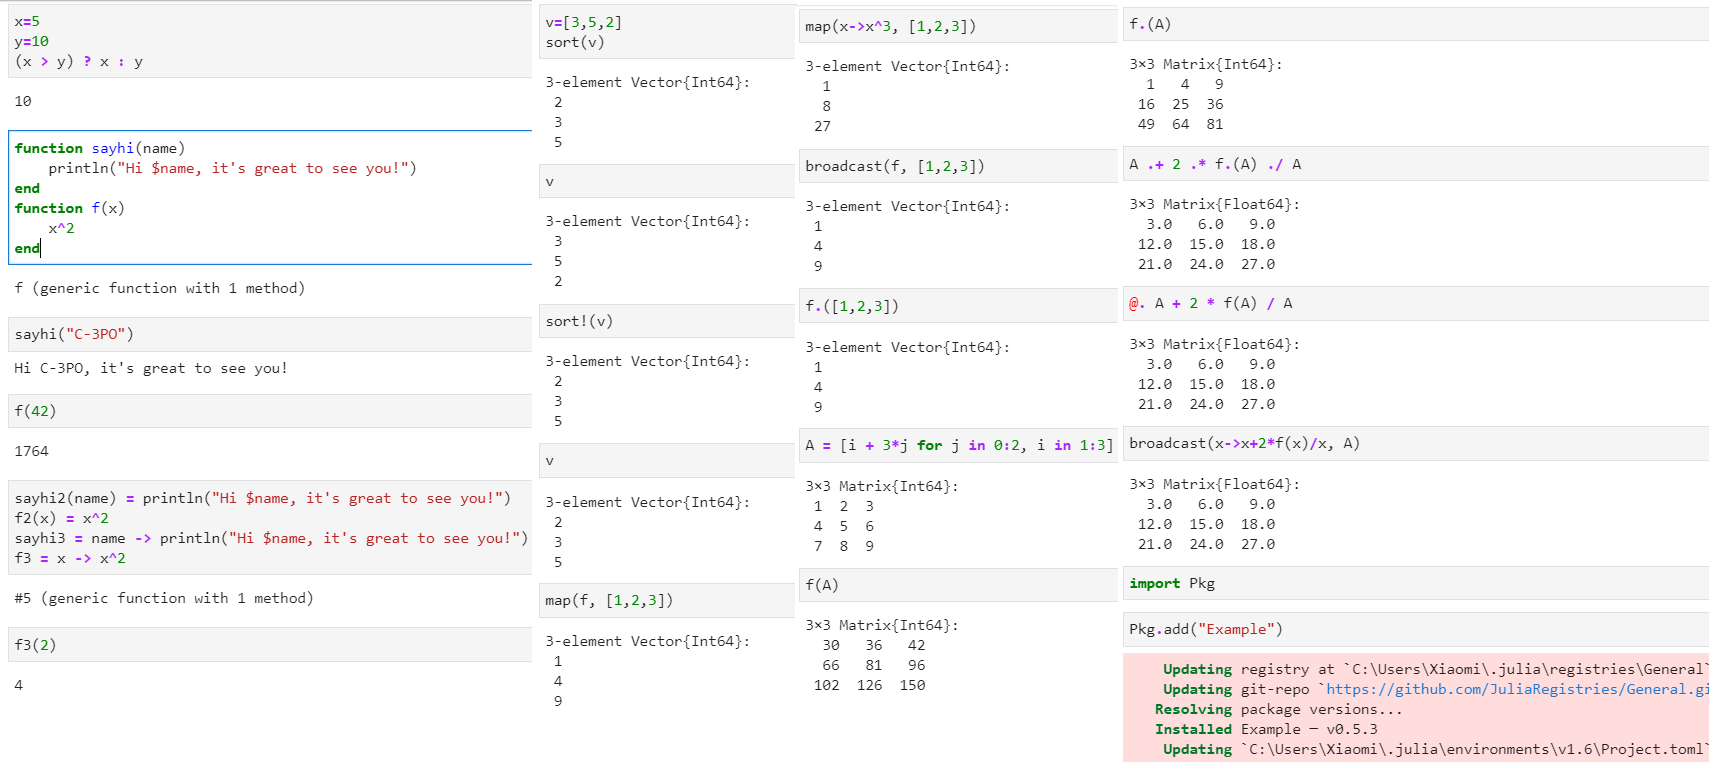 x=5
y=10
(x > y) ? x : y
10
function sayhi(name)
    println("Hi $name, it's great to see you!")
end
function f(x)
    x^2
end
f (generic function with 1 method)
sayhi("C-3PO")
Hi C-3PO, it's great to see you!
f(42)
1764
sayhi2(name) = println("Hi $name, it's great to see you!")
f2(x) = x^2
sayhi3 = name -> println("Hi $name, it's great to see you!")
f3 = x -> x^2
#5 (generic function with 1 method)
f3(2)
4
v=[3,5,2]
sort(v)
3-element Vector{Int64}:
 2
 3
 5
v
3-element Vector{Int64}:
 3
 5
 2
sort!(v)
3-element Vector{Int64}:
 2
 3
 5
v
3-element Vector{Int64}:
 2
 3
 5
map(f, [1,2,3])
3-element Vector{Int64}:
 1
 4
 9
map(x->x^3, [1,2,3])
3-element Vector{Int64}:
  1
  8
 27
broadcast(f, [1,2,3])
3-element Vector{Int64}:
 1
 4
 9
f.([1,2,3])
3-element Vector{Int64}:
 1
 4
 9
A = [i + 3*j for j in 0:2, i in 1:3]
3×3 Matrix{Int64}:
 1  2  3
 4  5  6
 7  8  9
f(A)
3×3 Matrix{Int64}:
  30   36   42
  66   81   96
 102  126  150
f.(A)
3×3 Matrix{Int64}:
  1   4   9
 16  25  36
 49  64  81
A .+ 2 .* f.(A) ./ A
3×3 Matrix{Float64}:
  3.0   6.0   9.0
 12.0  15.0  18.0
 21.0  24.0  27.0
@. A + 2 * f(A) / A
3×3 Matrix{Float64}:
  3.0   6.0   9.0
 12.0  15.0  18.0
 21.0  24.0  27.0
broadcast(x->x+2*f(x)/x, A)
3×3 Matrix{Float64}:
  3.0   6.0   9.0
 12.0  15.0  18.0
 21.0  24.0  27.0
import Pkg
Pkg.add("Example")
    Updating registry at `C:\Users\Xiaomi\.julia\registries\General`
    Updating git-repo `https://github.com/JuliaRegistries/General.gi
   Resolving package versions...
   Installed Example ─ v0.5.3
    Updating `C:\Users\Xiaomi\.julia\environments\v1.6\Project.toml`